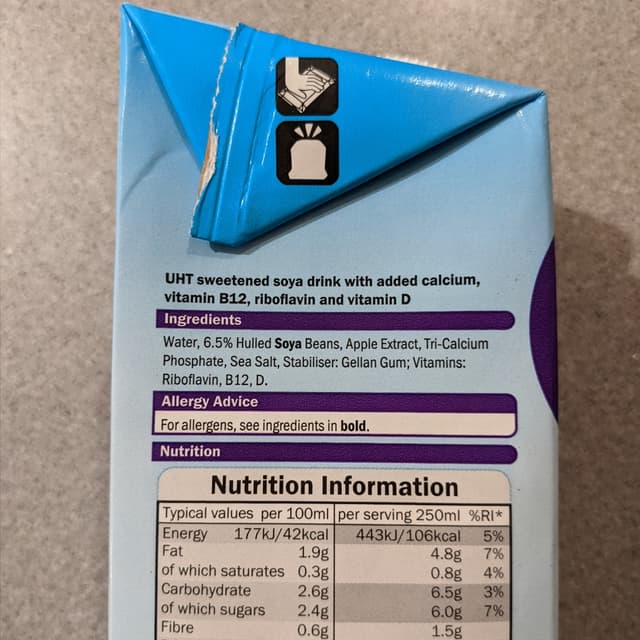 UHT sweetened soya drink with added calcium,
vitamin B12, riboflavin and vitamin D
Ingredients
Water, 6.5% Hulled Soya Beans, Apple Extract, Tri-Calcium
Phosphate, Sea Salt, Stabiliser: Gellan Gum; Vitamins:
Riboflavin, B12, D.
Allergy Advice
For allergens, see ingredients in bold.
Nutrition
Nutrition Information
Typical values per 100ml per serving 250ml %RI*
Energy 177kJ/42kcal 443kJ/106kcal 5%
Fat 1.9g 4.8g 7%
of which saturates 0.3g 0.8g 4%
Carbohydrate 2.6g 6.5g 3%
of which sugars 2.4g 6.0g 7%
Fibre 0.6g 1.5g